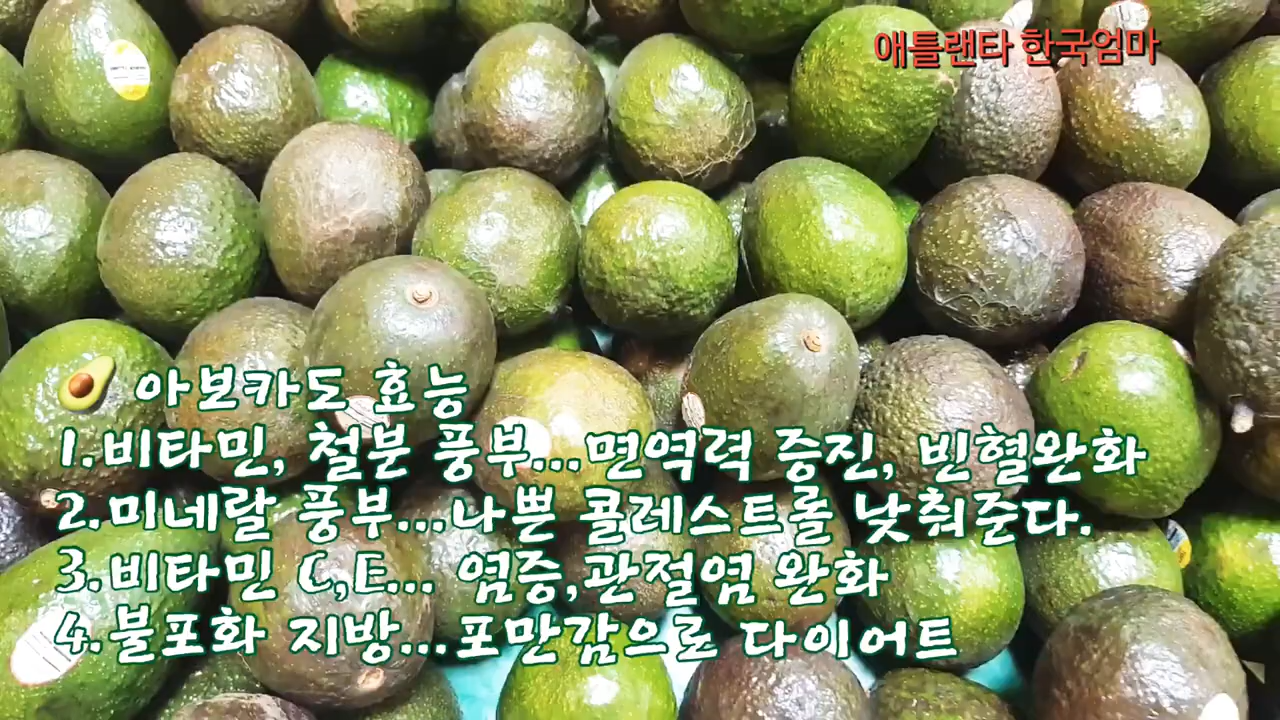 애틀랜타 한국엄마
아보카도 효능
1.비타민, 철분 풍부...면역력 증진, 빈혈완화
2.미네랄 풍부...나쁜 콜레스트롤 낮춰준다.
3.비타민 C,E... 염증,관절염 완화
4.불포화 지방...포만감으로 다이어트